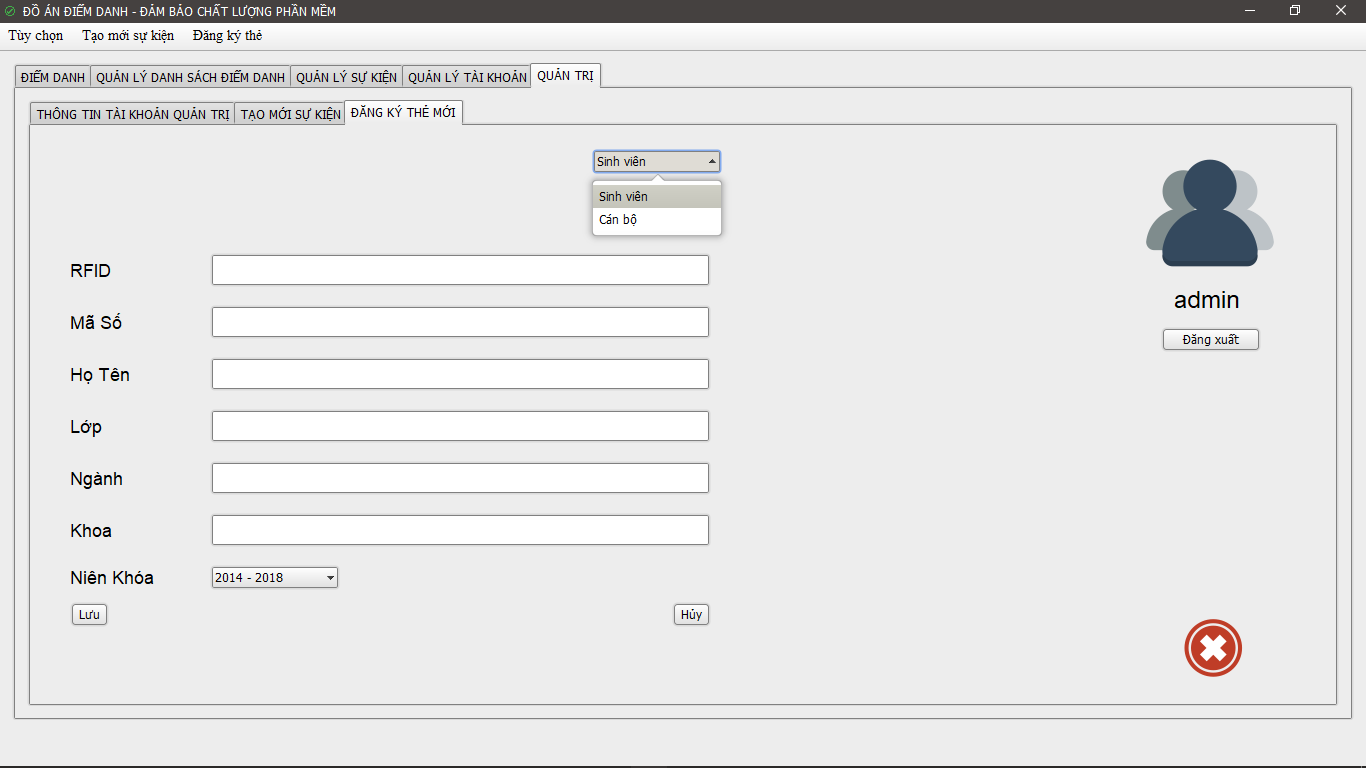 ĐỒ ÁN ĐIỂM DANH - ĐẢM BẢO CHẤT LƯỢNG PHẦN MỀM
Tùy chọn Tạo mới sự kiện Đăng ký thẻ
ĐIỂM DANH QUẢN LÝ DANH SÁCH ĐIỂM DANH QUẢN LÝ SỰ KIỆN QUẢN LÝ TÀI KHOẢN QUẢN TRỊ
THÔNG TIN TÀI KHOẢN QUẢN TRỊ TẠO MỚI SỰ KIỆN ĐĂNG KÝ THẺ MỚI
Sinh viên
Sinh viên
Cán bộ
RFID
Mã Số
Họ Tên
Lớp
Ngành
Khoa
Niên Khóa 2014 - 2018
Lưu Hủy
admin
Đăng xuất